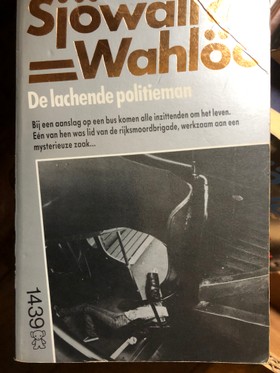 Sjöwall
=Wahlöö
De lachende politieman
Bij een aanslag op een bus komen alle inzittenden om het leven.
Eén van hen was lid van de rijksmoordbrigade, werkzaam aan een
mysterieuze zaak...
1439